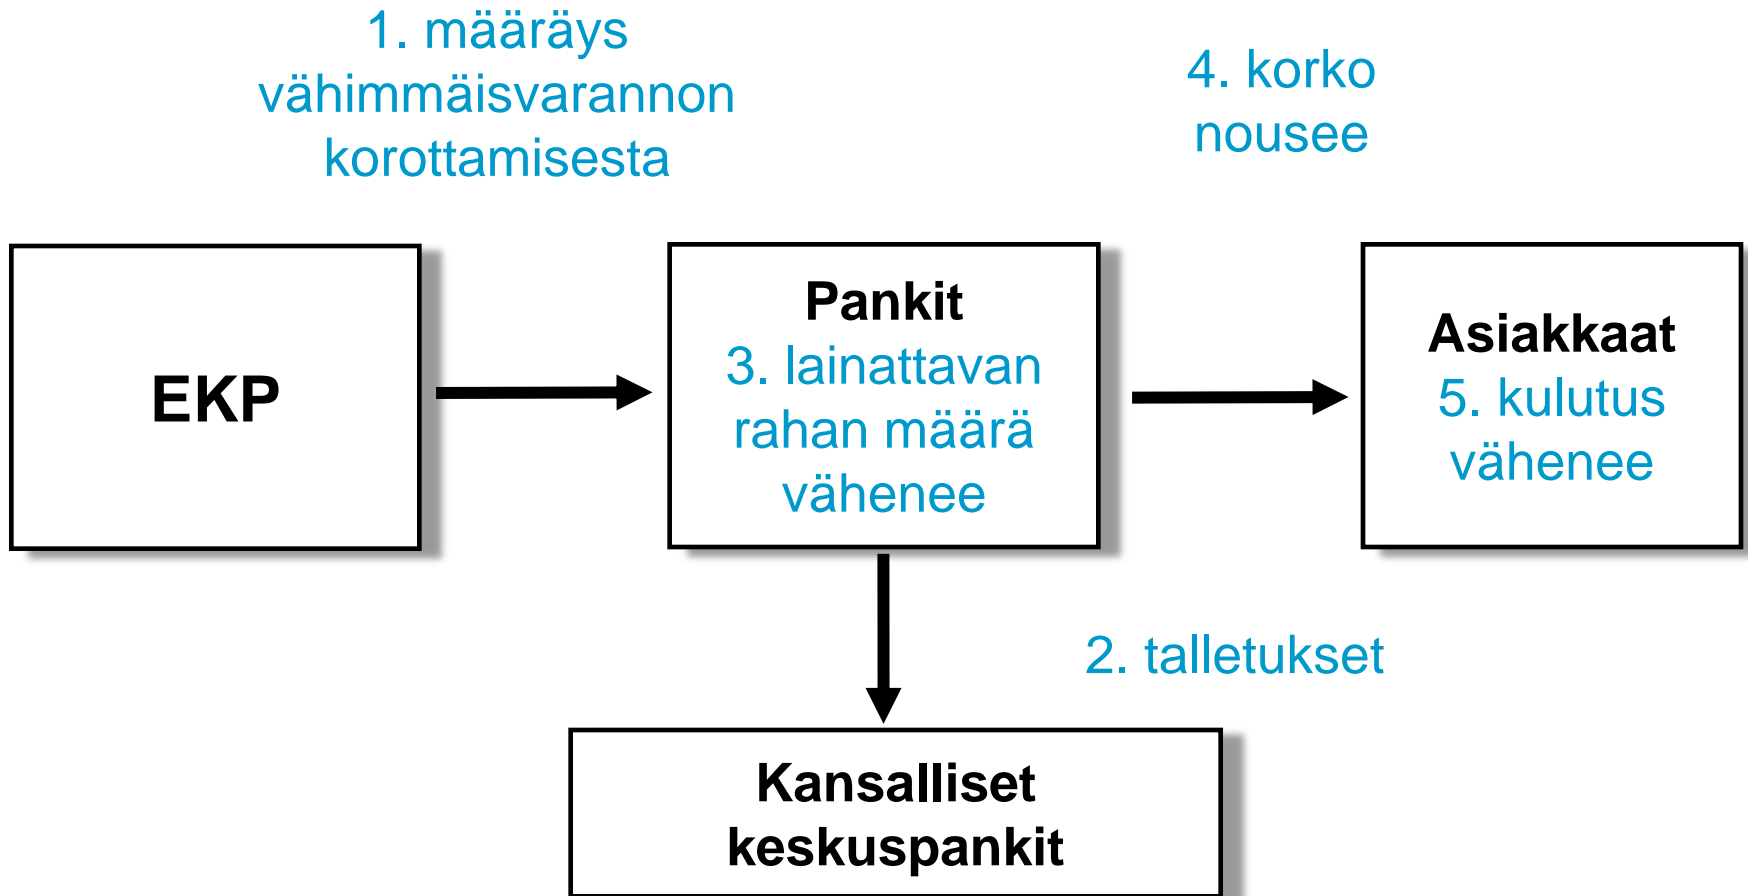 1. määräys
vähimmäisvarannon
korottamisesta
4. korko
nousee
EKP
Pankit
3. lainattavan
rahan määrä
vähenee
Asiakkaat
5. kulutus
vähenee
2. talletukset
Kansalliset
keskuspankit